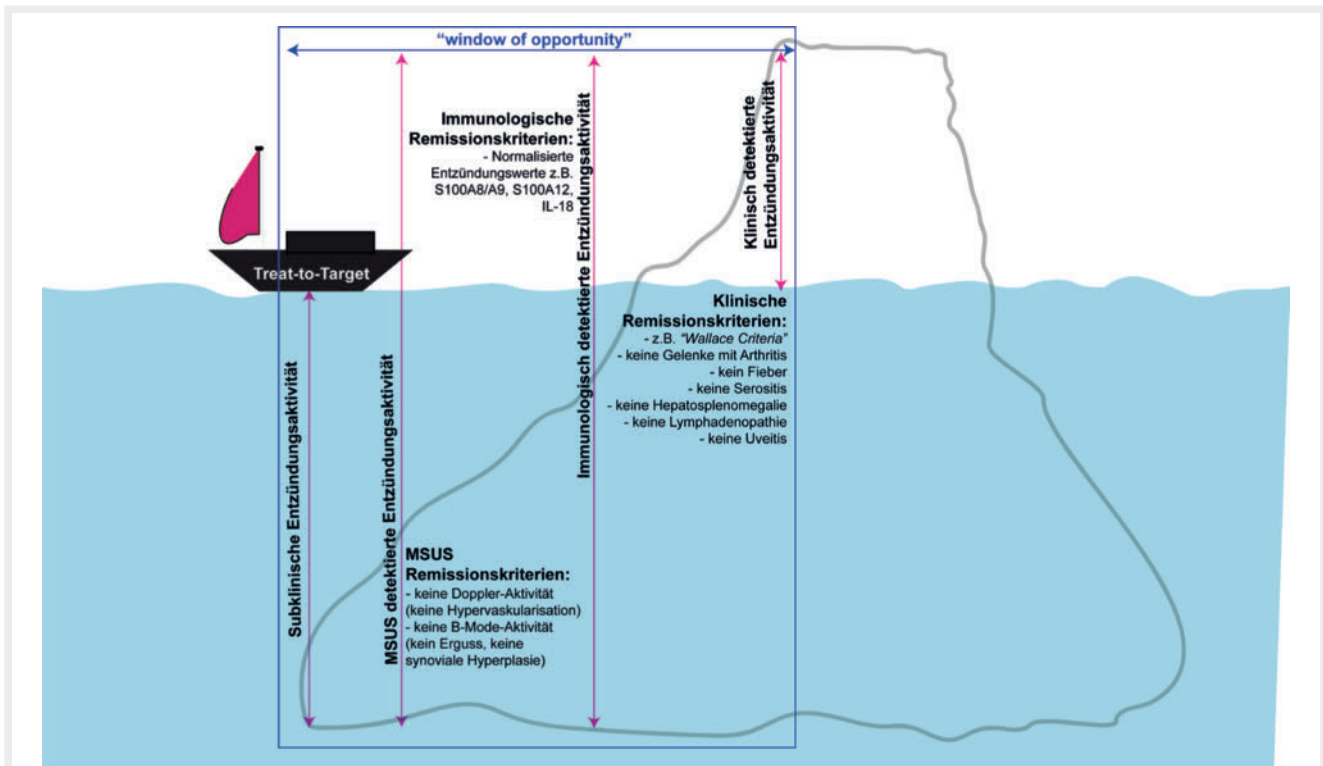 “window of opportunity”
Immunologische
Remissionskriterien:
- Normalisierte
Entzündungswerte z.B.
S100A8/A9, S100A12,
IL-18
Klinisch detektierte
Entzündungsaktivität
Treat-to-Target
Subklinische Entzündungsaktivität
MSUS detektierte Entzündungsaktivität
Immunologisch detektierte Entzündungsaktivität
Klinische
Remissionskriterien:
- z.B. "Wallace Criteria"
- keine Gelenke mit Arthritis
- kein Fieber
- keine Serositis
- keine Hepatosplenomegalie
- keine Lymphadenopathie
- keine Uveitis
MSUS
Remissionskriterien:
- keine Doppler-Aktivität
(keine Hypervaskularisation)
- keine B-Mode-Aktivität
(kein Erguss, keine
synoviale Hyperplasie)